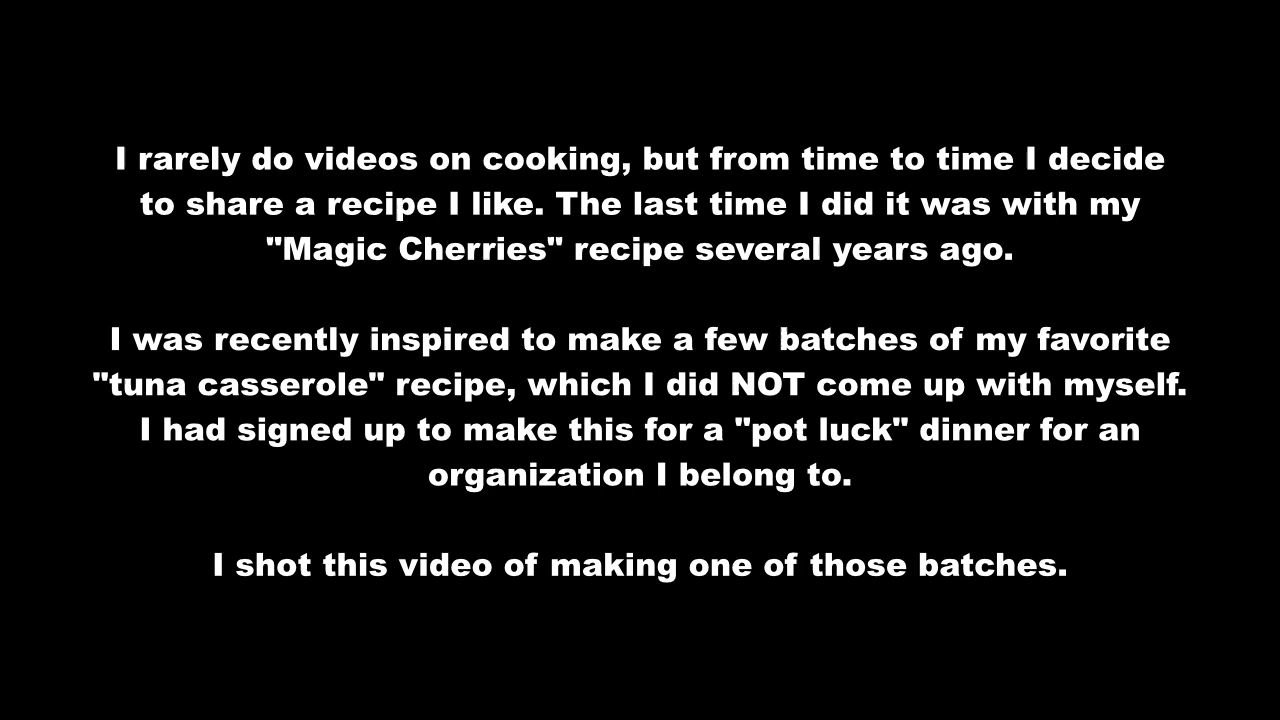 I rarely do videos on cooking, but from time to time I decide
to share a recipe I like. The last time I did it was with my
"Magic Cherries" recipe several years ago.
I was recently inspired to make a few batches of my favorite
"tuna casserole" recipe, which I did NOT come up with myself.
I had signed up to make this for a "pot luck" dinner for an
organization I belong to.
I shot this video of making one of those batches.